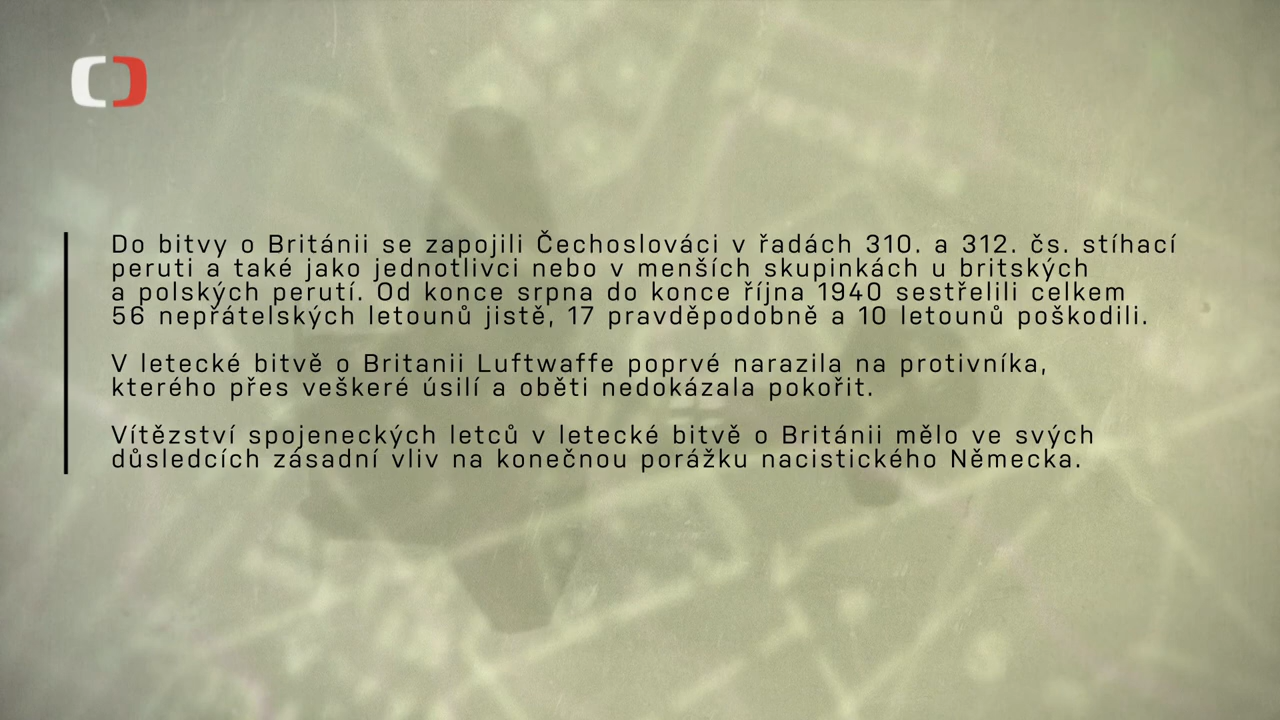 Do bitvy o Británii se zapojili Čechoslováci v řadách 310. a 312. čs. stíhací
peruti a také jako jednotlivci nebo v menších skupinkách u britských
a polských perutí. Od konce srpna do konce října 1940 sestřelili celkem
56 nepřátelských letounů jistě, 17 pravděpodobně a 10 letounů poškodili.
V letecké bitvě o Britanii Luftwaffe poprvé narazila na protivníka,
kterého přes veškeré úsilí a oběti nedokázala pokořit.
Vítězství spojeneckých letců v letecké bitvě o Británii mělo ve svých
důsledcích zásadní vliv na konečnou porážku nacistického Německa.